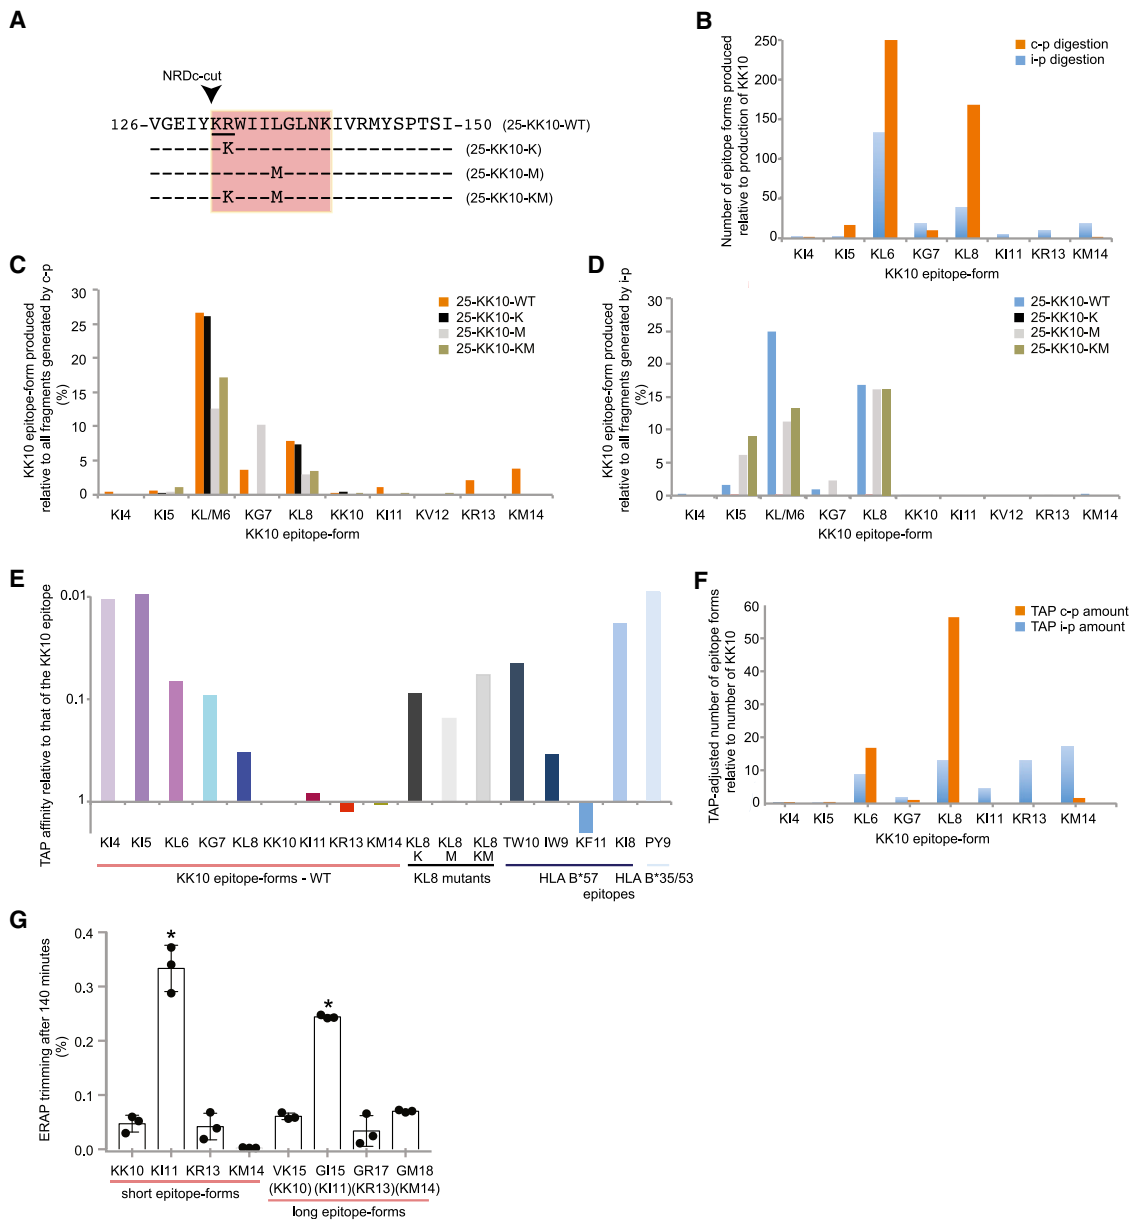 A
NRDc-cut
126-VGEIYKRWIILGLNKIVRMYSPTSI-150 (25-KK10-WT)
------K------------------ (25-KK10-K)
----------M-------------- (25-KK10-M)
------K---M-------------- (25-KK10-KM)
B
Number of epitope forms produced
relative to production of KK10
250
200
150
100
50
0
c-p digestion
i-p digestion
KI4 KI5 KL6 KG7 KL8 KI11 KR13 KM14
KK10 epitope-form
C
KK10 epitope-form produced
relative to all fragments generated by c-p
(%)
30
25
20
15
10
5
0
25-KK10-WT
25-KK10-K
25-KK10-M
25-KK10-KM
KI4 KI5 KL/M6 KG7 KL8 KK10 KI11 KV12 KR13 KM14
KK10 epitope-form
D
KK10 epitope-form produced
relative to all fragments generated by i-p
(%)
30
25
20
15
10
5
0
25-KK10-WT
25-KK10-K
25-KK10-M
25-KK10-KM
KI4 KI5 KL/M6 KG7 KL8 KK10 KI11 KV12 KR13 KM14
KK10 epitope-form
E
TAP affinity relative to that of the KK10 epitope
0.01
0.1
1
KI4 KI5 KL6 KG7 KL8 KK10 KI11 KR13 KM14 KL8 KL8 KL8 TW10 IW9 KF11 KI8 PY9
K M KM
KK10 epitope-forms - WT KL8 mutants HLA B*57 HLA B*35/53
epitopes
F
TAP-adjusted number of epitope forms
relative to number of KK10
60
50
40
30
20
10
0
TAP c-p amount
TAP i-p amount
KI4 KI5 KL6 KG7 KL8 KI11 KR13 KM14
KK10 epitope-form
G
ERAP trimming after 140 minutes
(%)
0.4
0.3
0.2
0.1
0.0
* *
KK10 KI11 KR13 KM14 VK15 GI15 GR17 GM18
(KK10) (KI11) (KR13) (KM14)
short epitope-forms long epitope-forms